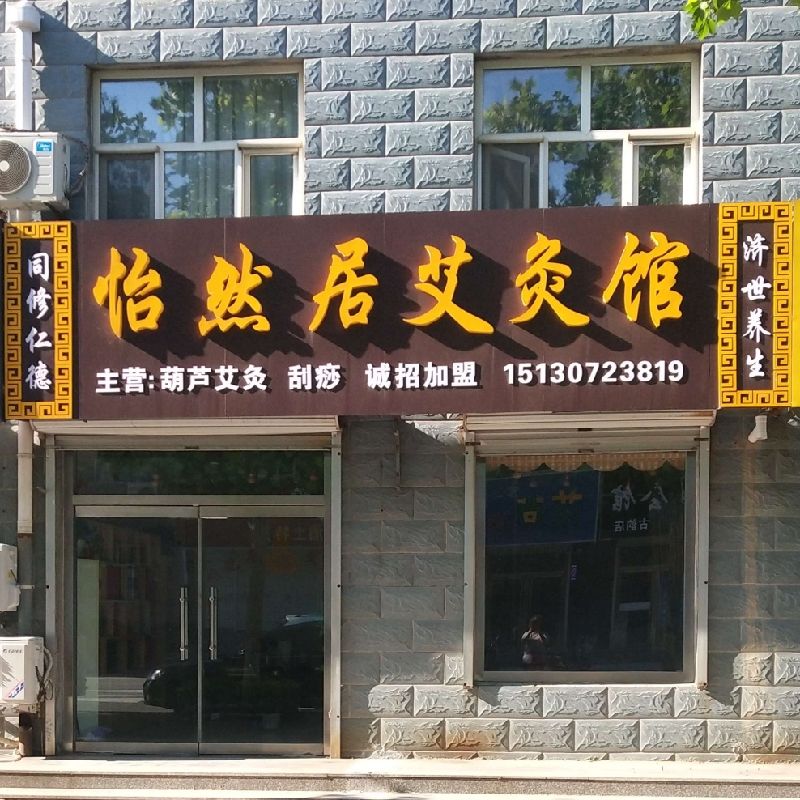 同修仁德
怡然居艾灸馆
主营:葫芦艾灸 刮痧 诚招加盟 15130723819
济世养生